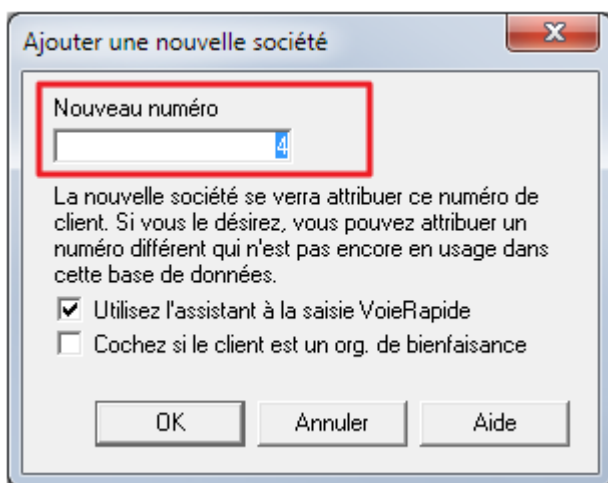 Ajouter une nouvelle société
Nouveau numéro
4
La nouvelle société se verra attribuer ce numéro de
client. Si vous le désirez, vous pouvez attribuer un
numéro différent qui n'est pas encore en usage dans
cette base de données.
Utilisez l'assistant à la saisie VoieRapide
Cochez si le client est un org. de bienfaisance
OK Annuler Aide